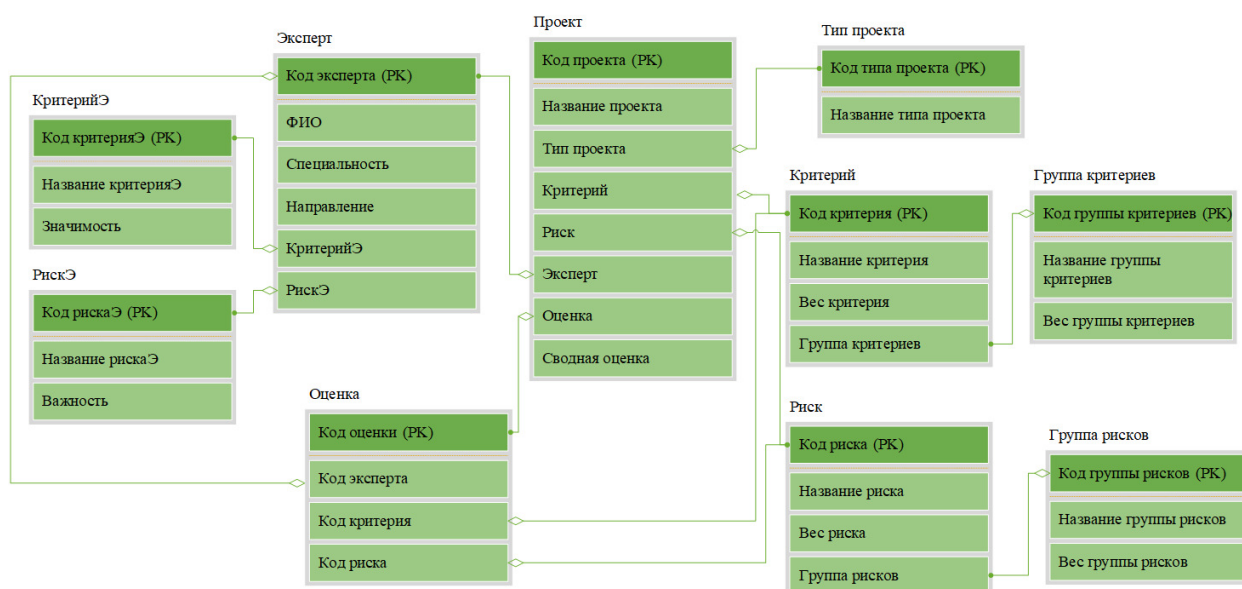 Эксперт
Код эксперта (PK)
ФИО
Специальность
Направление
КритерийЭ
РискЭ
Проект
Код проекта (PK)
Название проекта
Тип проекта
Критерий
Риск
Эксперт
Оценка
Сводная оценка
Тип проекта
Код типа проекта (PK)
Название типа проекта
КритерийЭ
Код критерияЭ (PK)
Название критерияЭ
Значимость
РискЭ
Код рискаЭ (PK)
Название рискаЭ
Важность
Оценка
Код оценки (PK)
Код эксперта
Код критерия
Код риска
Критерий
Код критерия (PK)
Название критерия
Вес критерия
Группа критериев
Группа критериев
Код группы критериев (PK)
Название группы
критериев
Вес группы критериев
Риск
Код риска (PK)
Название риска
Вес риска
Группа рисков
Группа рисков
Код группы рисков (PK)
Название группы рисков
Вес группы рисков